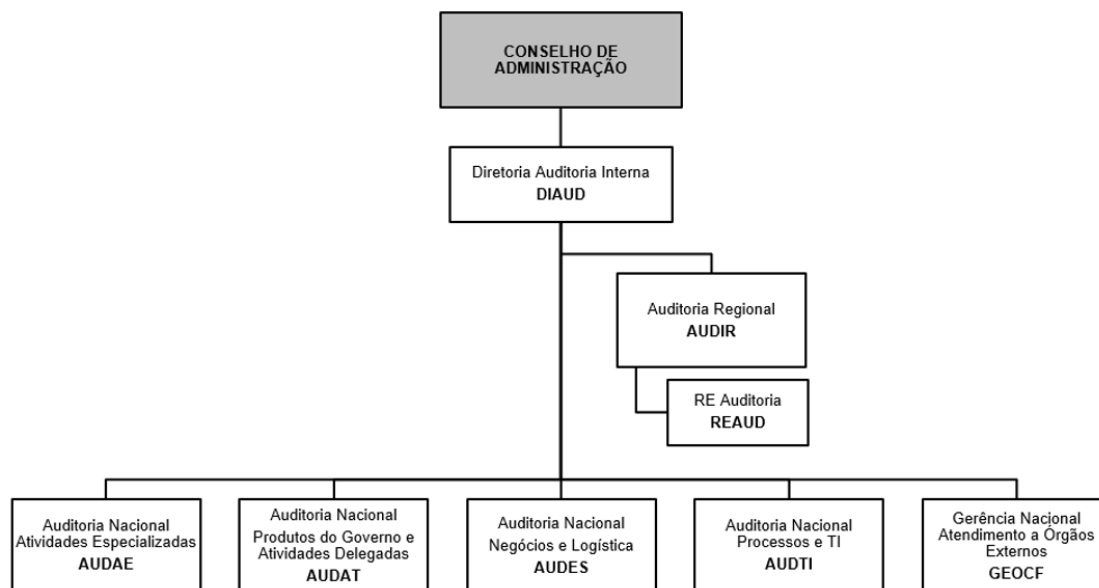 CONSELHO DE
ADMINISTRAÇÃO
Diretoria Auditoria Interna
DIAUD
Auditoria Regional
AUDIR
RE Auditoria
REAUD
Auditoria Nacional
Atividades Especializadas
AUDAE
Auditoria Nacional
Produtos do Governo e
Atividades Delegadas
AUDAT
Auditoria Nacional
Negócios e Logística
AUDES
Auditoria Nacional
Processos e TI
AUDTI
Gerência Nacional
Atendimento a Órgãos
Externos
GEOCF